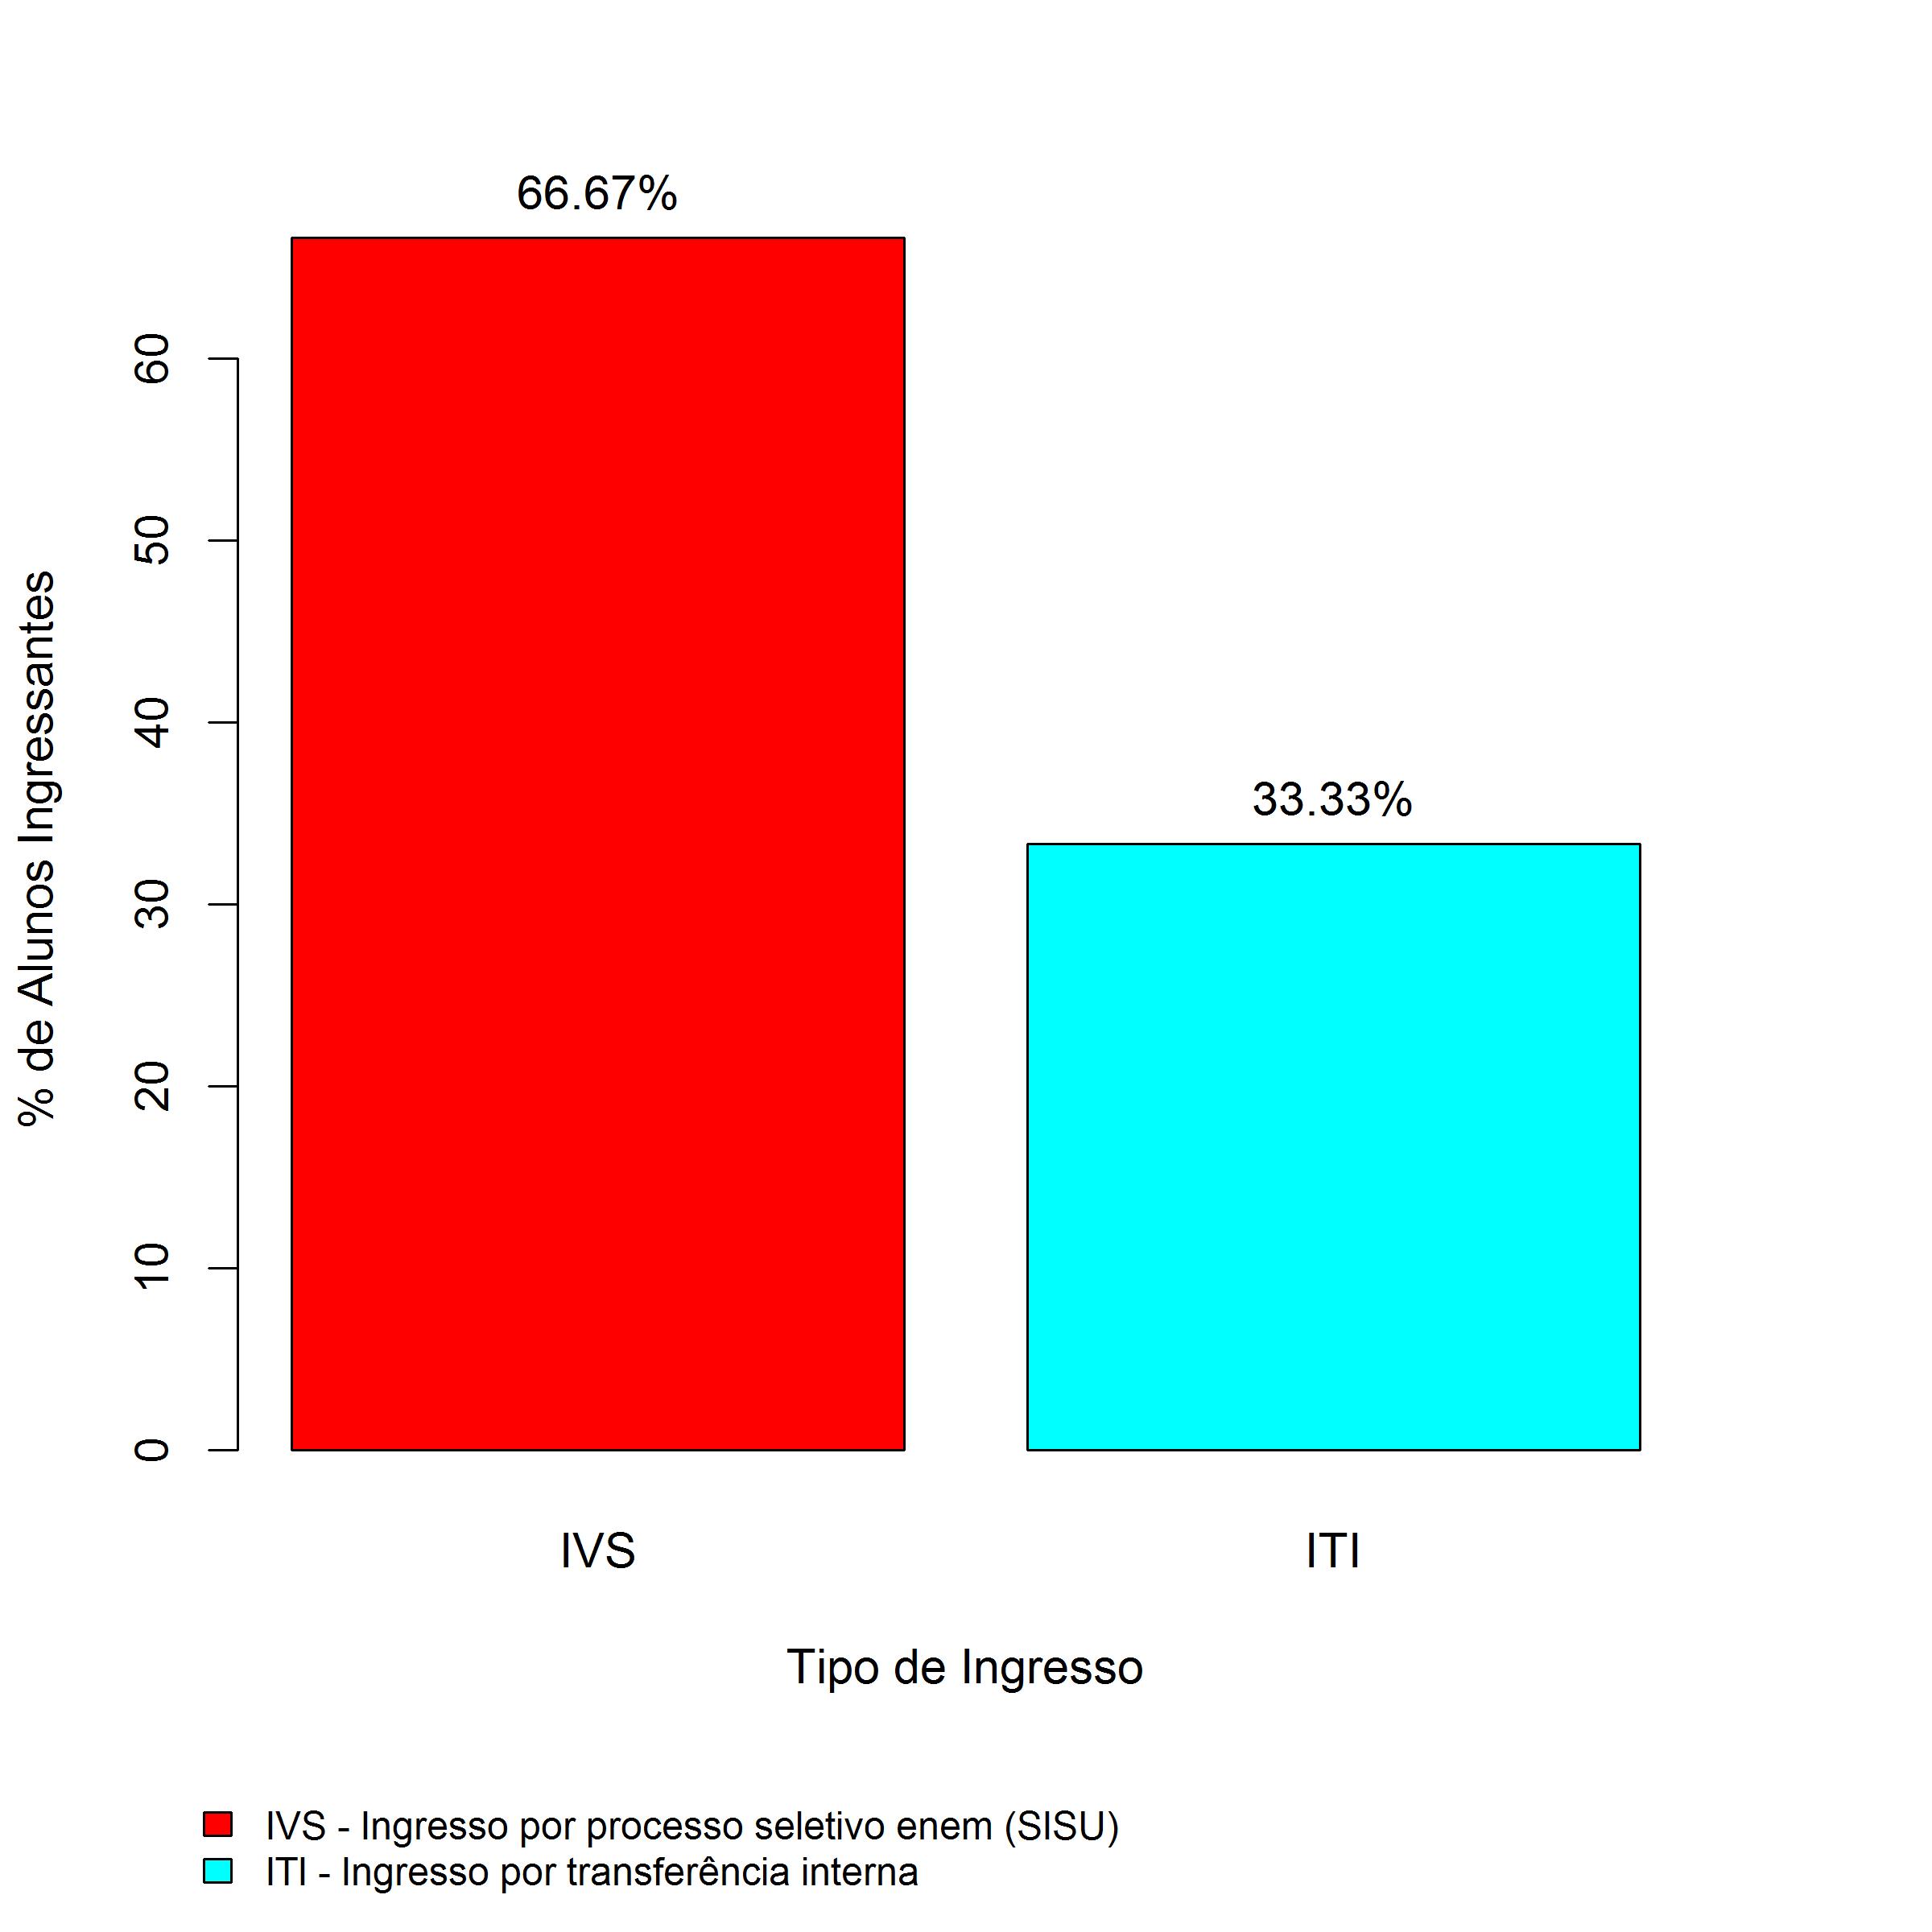 66.67%
33.33%
60
50
40
30
20
10
0
% de Alunos Ingressantes
IVS
ITI
Tipo de Ingresso
IVS - Ingresso por processo seletivo enem (SISU)
ITI - Ingresso por transferência interna